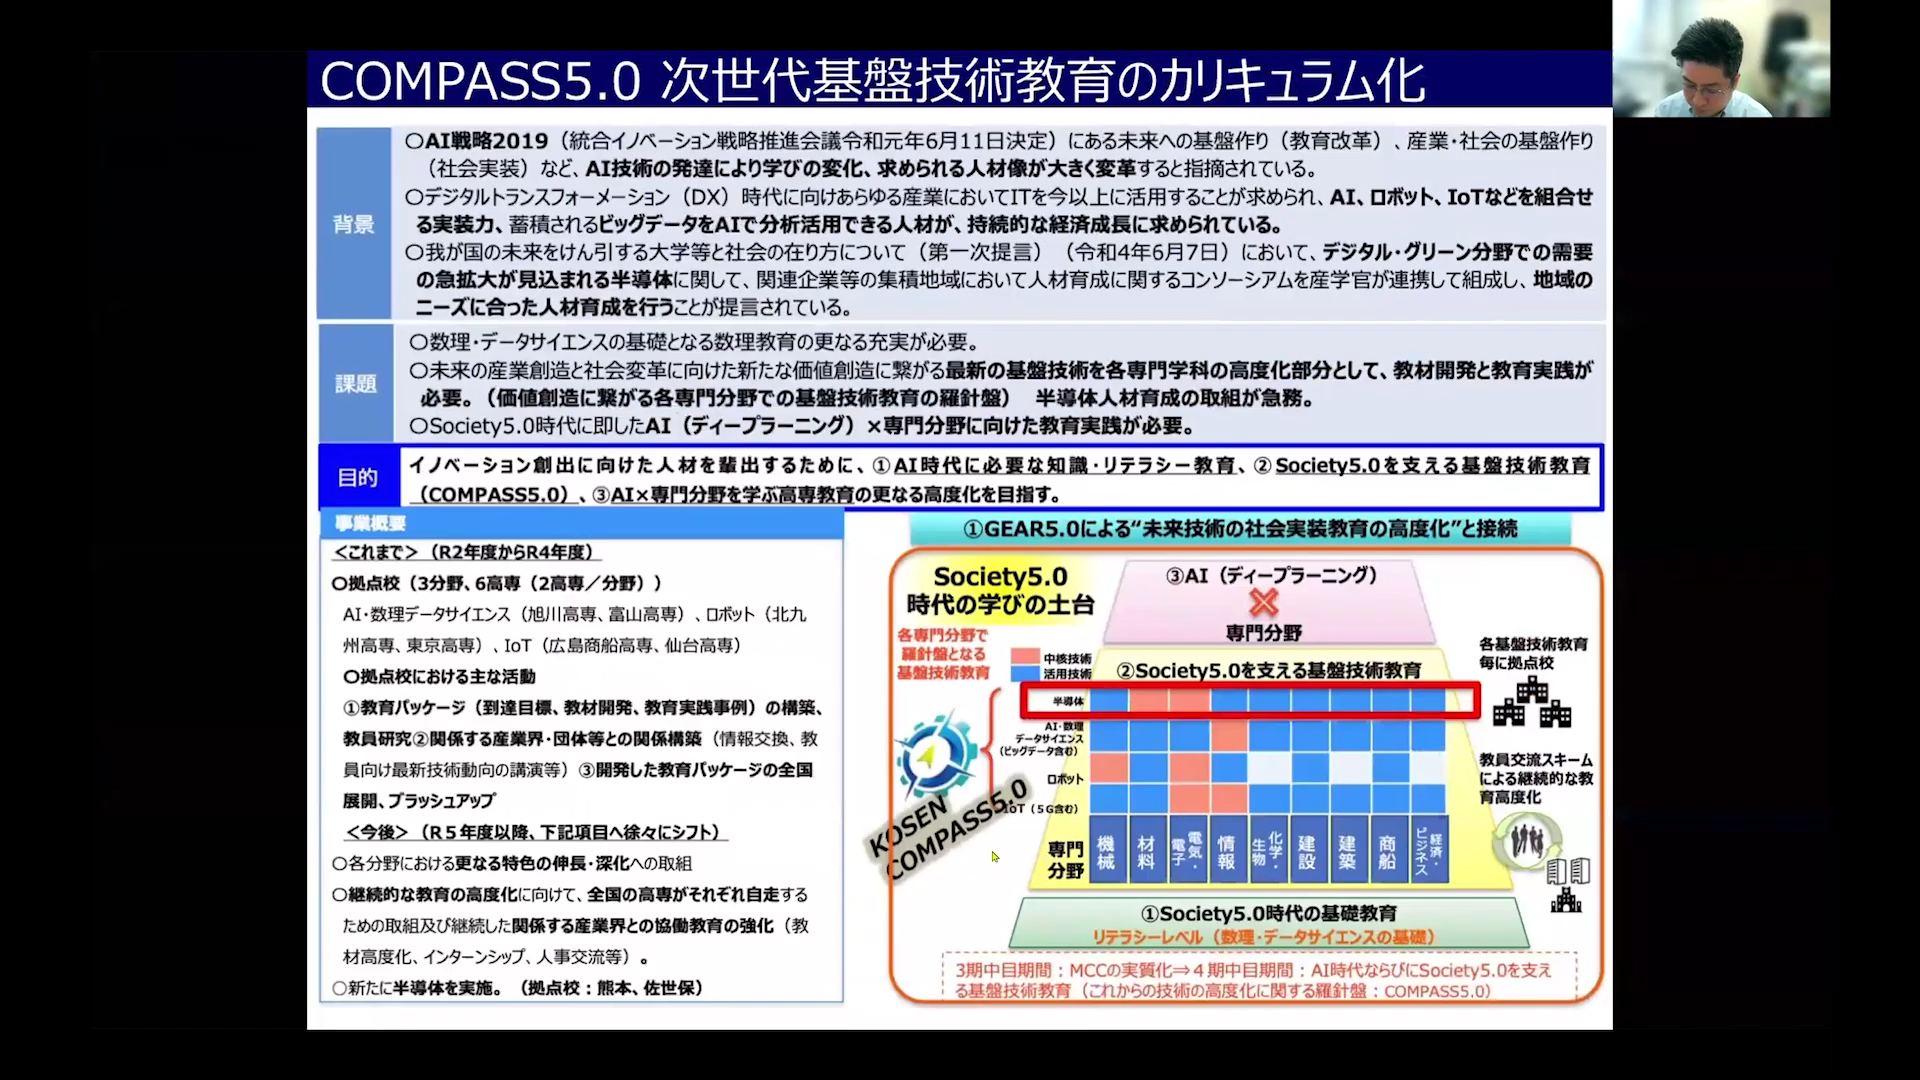 COMPASS5.0 次世代基盤技術教育のカリキュラム化
背景
〇AI戦略2019（統合イノベーション戦略推進会議令和元年6月11日決定）にある未来への基盤作り（教育改革）、産業・社会の基盤作り
（社会実装）など、AI技術の発達により学びの変化、求められる人材像が大きく変革すると指摘されている。
〇デジタルトランスフォーメーション（DX）時代に向けあらゆる産業においてITを今以上に活用することが求められ、AI、ロボット、IoTなどを組合せ
る実装力、蓄積されるビッグデータをAIで分析活用できる人材が、持続的な経済成長に求められている。
〇我が国の未来をけん引する大学等と社会の在り方について（第一次提言）（令和4年6月7日）において、デジタル・グリーン分野での需要
の急拡大が見込まれる半導体に関して、関連企業等の集積地域において人材育成に関するコンソーシアムを産学官が連携して組成し、地域の
ニーズに合った人材育成を行うことが提言されている。
課題
〇数理・データサイエンスの基礎となる数理教育の更なる充実が必要。
〇未来の産業創造と社会変革に向けた新たな価値創造に繋がる最新の基盤技術を各専門学科の高度化部分として、教材開発と教育実践が
必要。（価値創造に繋がる各専門分野での基盤技術教育の羅針盤） 半導体人材育成の取組が急務。
〇Society5.0時代に即したAI（ディープラーニング）×専門分野に向けた教育実践が必要。
目的
イノベーション創出に向けた人材を輩出するために、①AI時代に必要な知識・リテラシー教育、②Society5.0を支える基盤技術教育
（COMPASS5.0）、③AI×専門分野を学ぶ高専教育の更なる高度化を目指す。
事業概要
＜これまで＞（R2年度からR4年度）
〇拠点校（3分野、6高専（2高専／分野））
AI・数理データサイエンス（旭川高専、富山高専）、ロボット（北九
州高専、東京高専）、IoT（広島商船高専、仙台高専）
〇拠点校における主な活動
①教育パッケージ（到達目標、教材開発、教育実践事例）の構築、
教員研究②関係する産業界・団体等との関係構築（情報交換、教
員向け最新技術動向の講演等）③開発した教育パッケージの全国
展開、ブラッシュアップ
＜今後＞（R５年度以降、下記項目へ徐々にシフト）
〇各分野における更なる特色の伸長・深化への取組
〇継続的な教育の高度化に向けて、全国の高専がそれぞれ自走する
ための取組及び継続した関係する産業界との協働教育の強化（教
材高度化、インターンシップ、人事交流等）。
〇新たに半導体を実施。（拠点校：熊本、佐世保）
①GEAR5.0による“未来技術の社会実装教育の高度化”と接続
Society5.0
時代の学びの土台
③AI（ディープラーニング）
専門分野
各専門分野で
羅針盤となる
基盤技術教育
中核技術
活用技術
②Society5.0を支える基盤技術教育
半導体
AI・数理
データサイエンス
（ビッグデータ含む）
ロボット
IoT（５G含む）
KOSEN
COMPASS5.0
専門
分野
機械
材料
電気・電子
情報
化学・生物
建設
建築
商船
経済・ビジネス
各基盤技術教育
毎に拠点校
教員交流スキーム
による継続的な教
育高度化
①Society5.0時代の基礎教育
リテラシーレベル（数理・データサイエンスの基礎）
3期中目期間：MCCの実質化⇒４期中目期間：AI時代ならびにSociety5.0を支え
る基盤技術教育（これからの技術の高度化に関する羅針盤：COMPASS5.0）